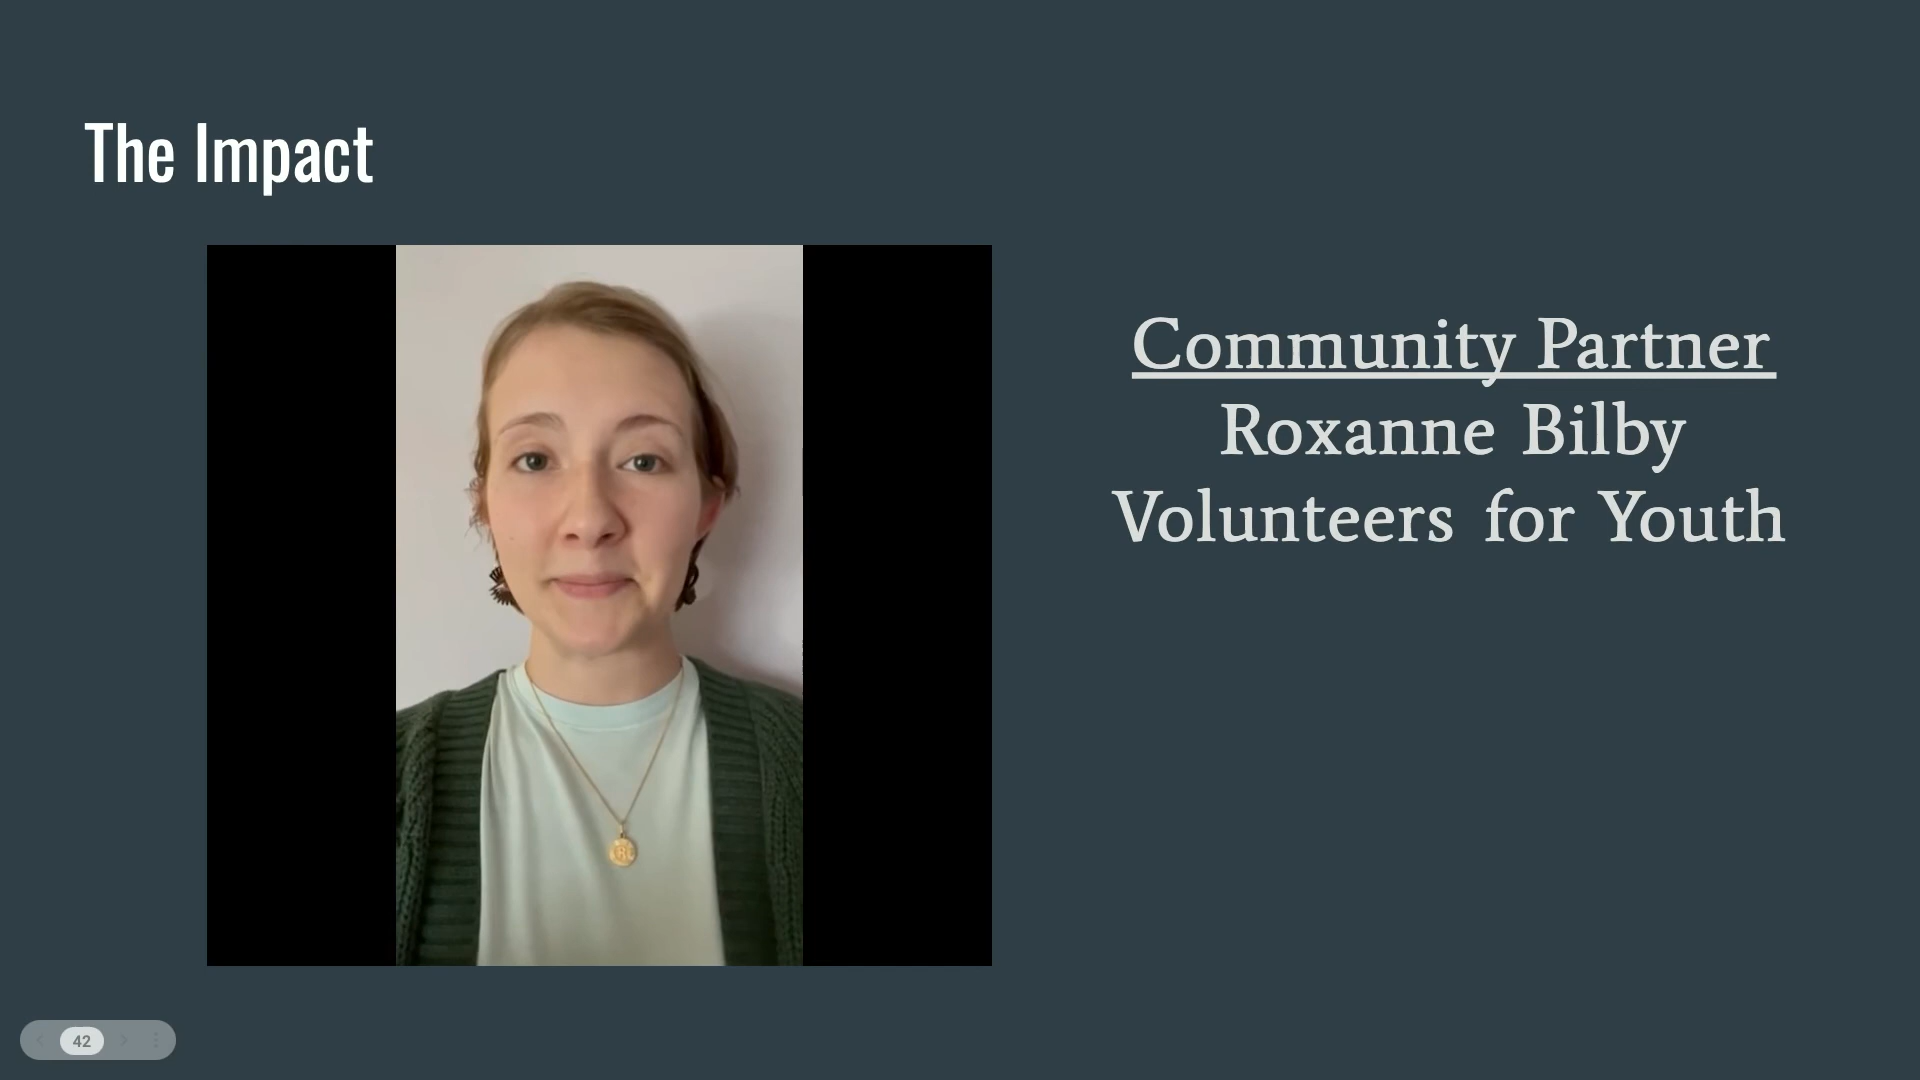 The Impact
Community Partner
Roxanne Bilby
Volunteers for Youth
R
42